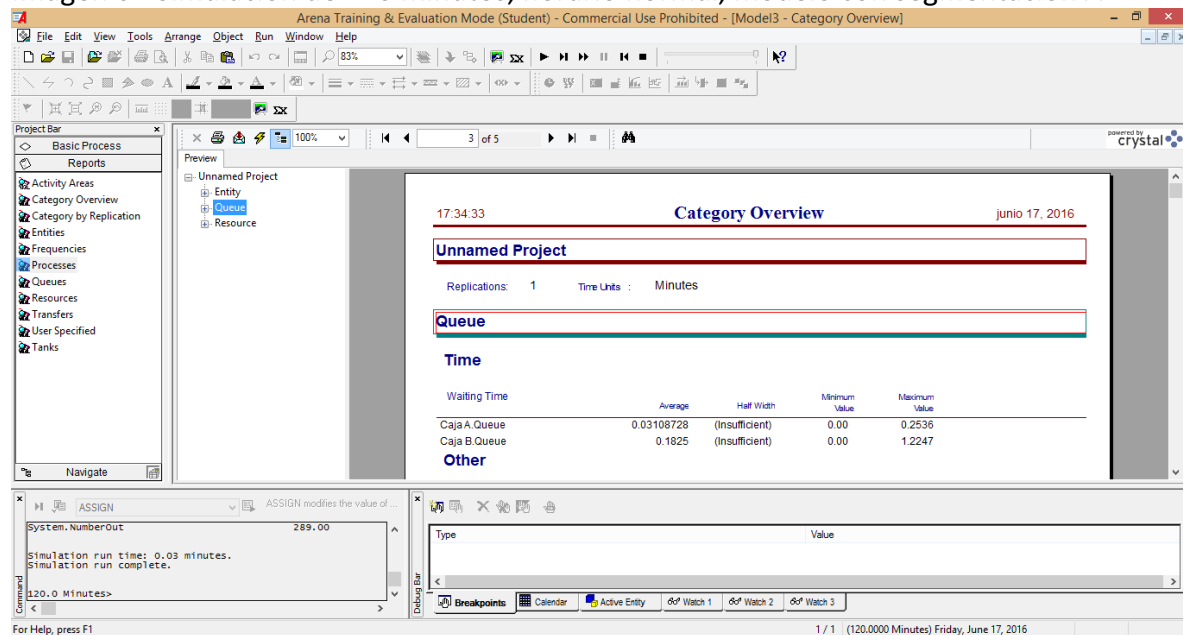 Arena Training & Evaluation Mode (Student) - Commercial Use Prohibited - [Model3 - Category Overview]
File Edit View Tools Arrange Object Run Window Help
83%
Project Bar
Basic Process
Reports
Activity Areas
Category Overview
Category by Replication
Entities
Frequencies
Processes
Queues
Resources
Transfers
User Specified
Tanks
Navigate
100%
3 of 5
powered by
crystal
Preview
Unnamed Project
Entity
Queue
Resource
17:34:33 Category Overview junio 17, 2016
Unnamed Project
Replications: 1 Time Units : Minutes
Queue
Time
Waiting Time Average Half Width Minimum Value Maximum Value
Caja A.Queue 0.03108728 (Insufficient) 0.00 0.2536
Caja B.Queue 0.1825 (Insufficient) 0.00 1.2247
Other
ASSIGN ASSIGN modifies the value of ...
System.NumberOut 289.00
Simulation run time: 0.03 minutes.
Simulation run complete.
120.0 Minutes>
Command
Debug Bar
Type Value
Breakpoints Calendar Active Entity Watch 1 Watch 2 Watch 3
For Help, press F1 1 / 1 (120.0000 Minutes) Friday, June 17, 2016